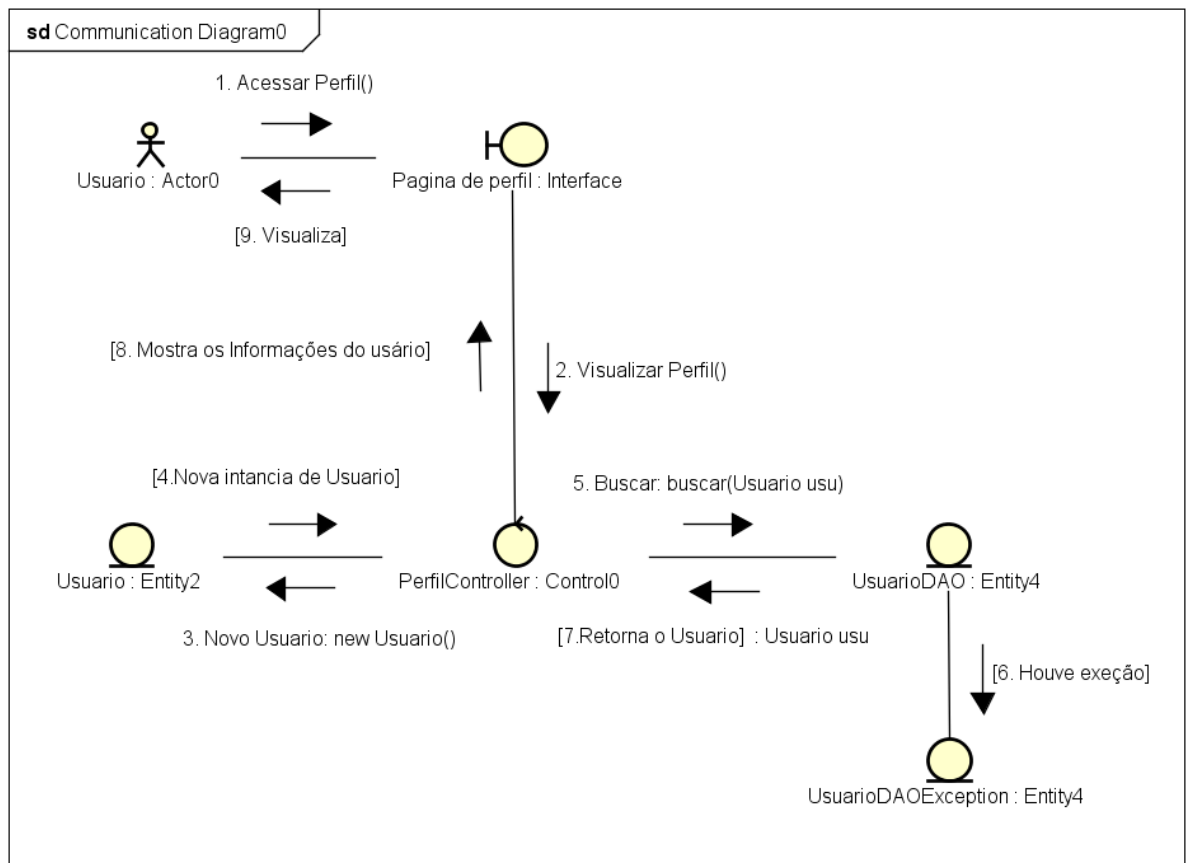 sd Communication Diagram0
1. Acessar Perfil()
Usuario : Actor0
Pagina de perfil : Interface
[9. Visualiza]
[8. Mostra os Informações do usário]
2. Visualizar Perfil()
[4.Nova intancia de Usuario]
5. Buscar: buscar(Usuario usu)
Usuario : Entity2
PerfilController : Control0
UsuarioDAO : Entity4
3. Novo Usuario: new Usuario()
[7.Retorna o Usuario] : Usuario usu
[6. Houve exeção]
UsuarioDAOException : Entity4